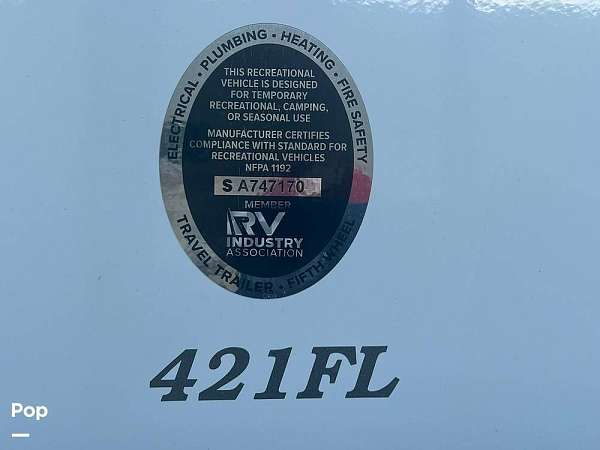 ELECTRICAL • PLUMBING • HEATING • FIRE SAFETY
THIS RECREATIONAL
VEHICLE IS DESIGNED
FOR TEMPORARY
RECREATIONAL, CAMPING,
OR SEASONAL USE
MANUFACTURER CERTIFIES
COMPLIANCE WITH STANDARD FOR
RECREATIONAL VEHICLES
NFPA 1192
S A747170
MEMBER
RV
INDUSTRY
ASSOCIATION
TRAVEL TRAILER • FIFTH WHEEL
421FL
Pop